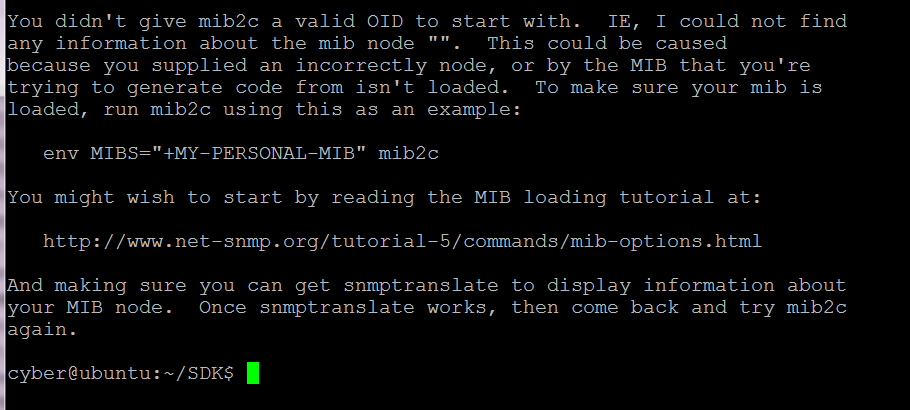 You didn't give mib2c a valid OID to start with.  IE, I could not find
any information about the mib node "".  This could be caused
because you supplied an incorrectly node, or by the MIB that you're
trying to generate code from isn't loaded.  To make sure your mib is
loaded, run mib2c using this as an example:
env MIBS="+MY-PERSONAL-MIB" mib2c
You might wish to start by reading the MIB loading tutorial at:
http://www.net-snmp.org/tutorial-5/commands/mib-options.html
And making sure you can get snmptranslate to display information about
your MIB node.  Once snmptranslate works, then come back and try mib2c
again.
cyber@ubuntu:~/SDK$